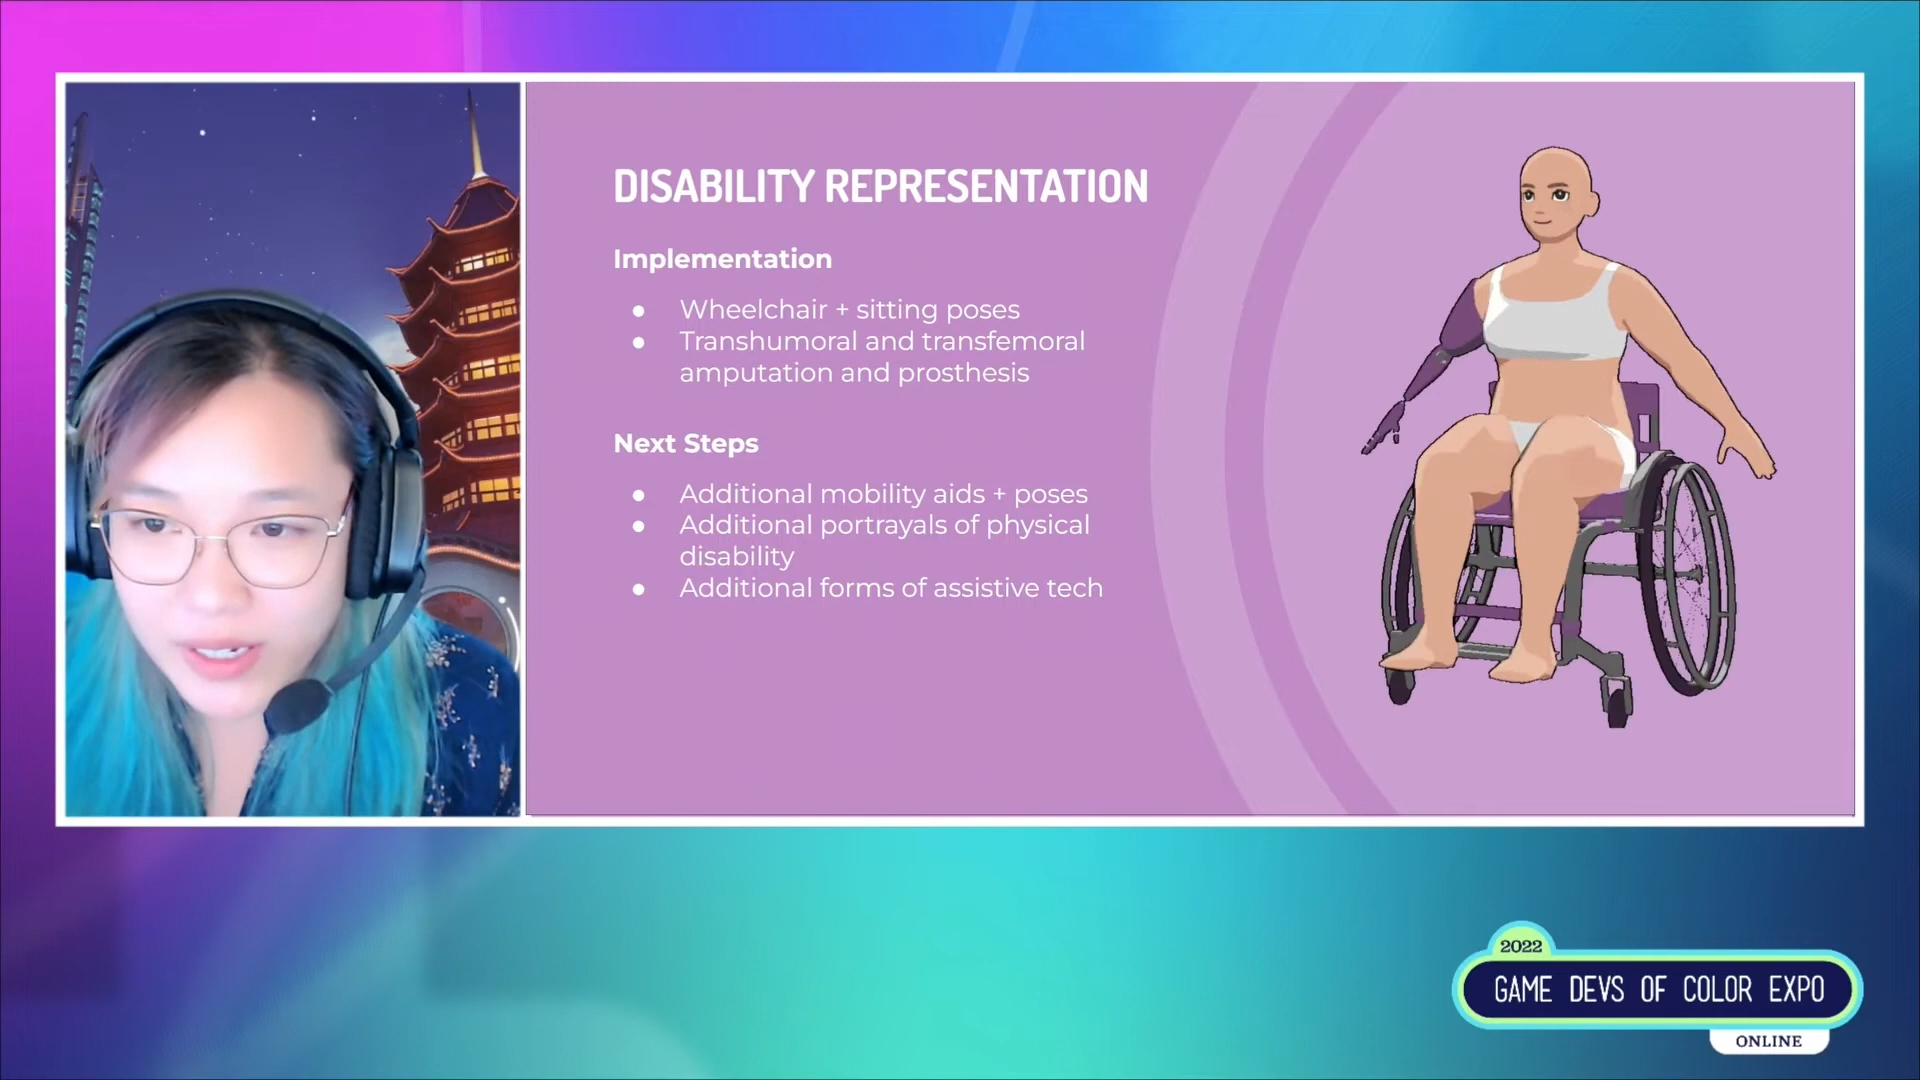 DISABILITY REPRESENTATION
Implementation
● Wheelchair + sitting poses
● Transhumoral and transfemoral
amputation and prosthesis
Next Steps
● Additional mobility aids + poses
● Additional portrayals of physical
disability
● Additional forms of assistive tech
2022
GAME DEVS OF COLOR EXPO
ONLINE